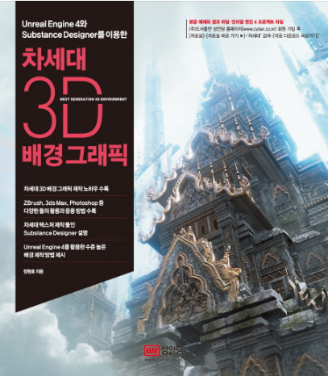 Unreal Engine 4와
Substance Designer를 이용한
차세대
3D
NEXT GENERATION 3D ENVIRONMENT
배경 그래픽
차세대 3D 배경 그래픽 제작 노하우 수록
ZBrush, 3ds Max, Photoshop 등
다양한 툴의 활용과 응용 방법 수록
차세대 텍스처 제작 툴인
Substance Designer 설명
Unreal Engine 4를 활용한 수준 높은
배경 제작 방법 제시
지음
BM 성안당